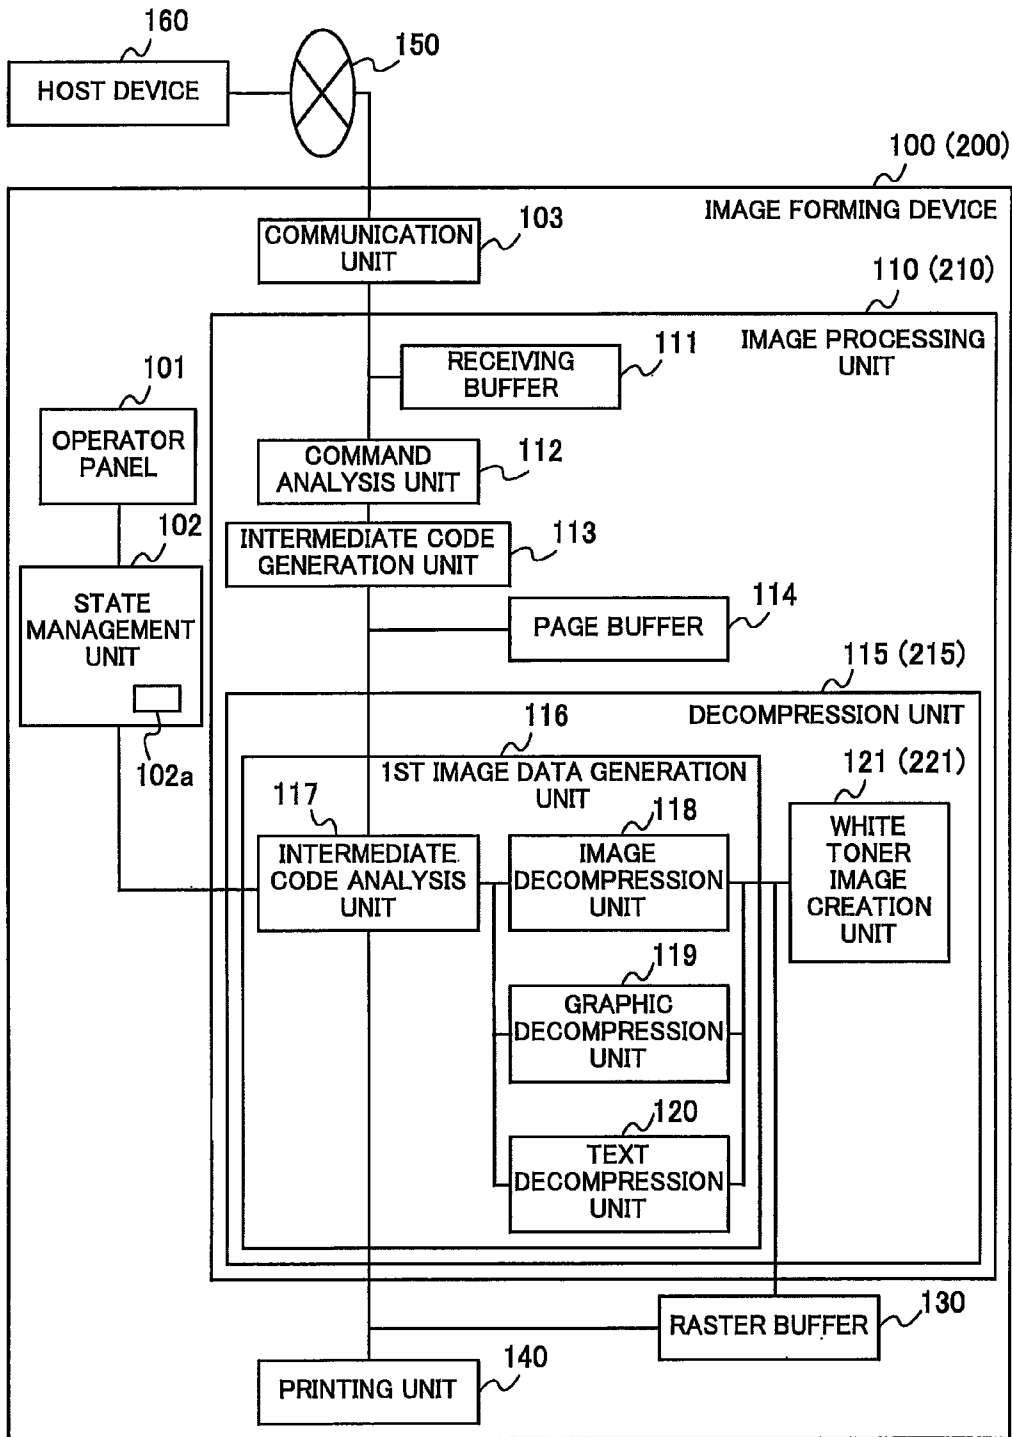 160
150
HOST DEVICE
100 (200)
IMAGE FORMING DEVICE
COMMUNICATION
UNIT
103
110 (210)
IMAGE PROCESSING
UNIT
RECEIVING
BUFFER
111
101
OPERATOR
PANEL
COMMAND
ANALYSIS UNIT
112
102
INTERMEDIATE CODE
GENERATION UNIT
113
STATE
MANAGEMENT
UNIT
102a
PAGE BUFFER
114
115 (215)
DECOMPRESSION UNIT
116
1ST IMAGE DATA GENERATION
UNIT
117
INTERMEDIATE
CODE ANALYSIS
UNIT
118
IMAGE
DECOMPRESSION
UNIT
121 (221)
WHITE
TONER
IMAGE
CREATION
UNIT
119
GRAPHIC
DECOMPRESSION
UNIT
120
TEXT
DECOMPRESSION
UNIT
RASTER BUFFER
130
PRINTING UNIT
140